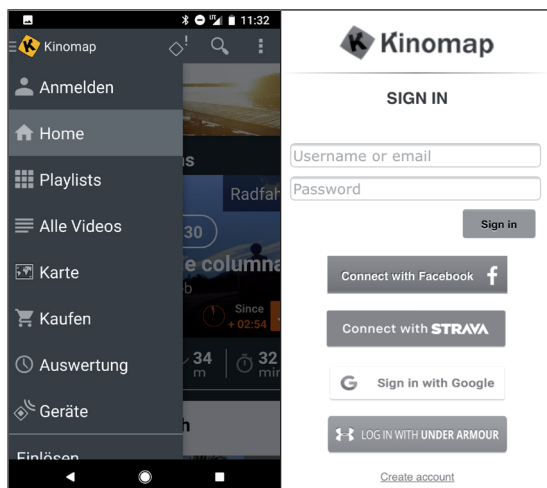 11:32
Kinomap
Anmelden
Home
Playlists
Alle Videos
Karte
Kaufen
Auswertung
Geräte
Einlösen
ns
Radfah
30
e columna
b
Since
+ 02:54
34
m
32
min
h
Kinomap
SIGN IN
Username or email
Password
Sign in
Connect with Facebook
Connect with STRAVA
G Sign in with Google
LOG IN WITH UNDER ARMOUR
Create account